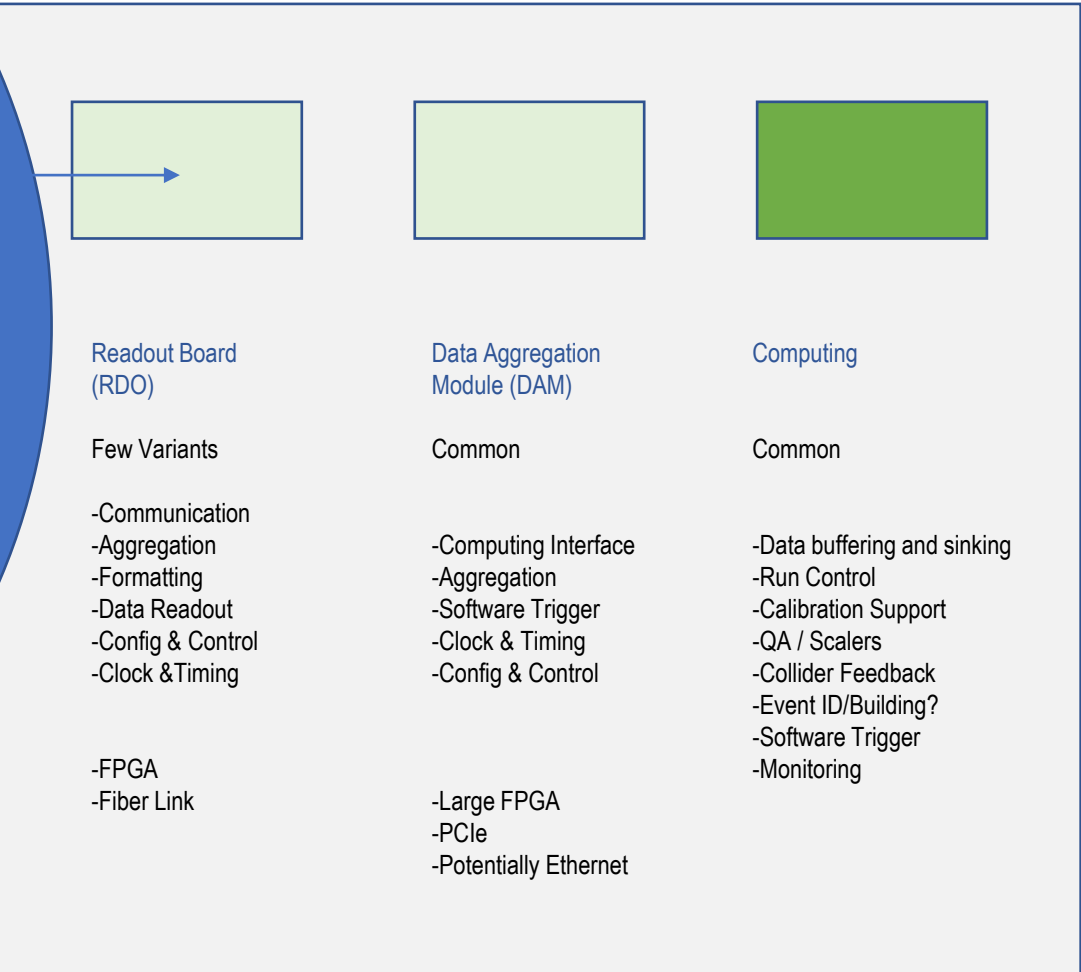 Readout Board
(RDO)
Few Variants
-Communication
-Aggregation
-Formatting
-Data Readout
-Config & Control
-Clock &Timing
-FPGA
-Fiber Link
Data Aggregation
Module (DAM)
Common
-Computing Interface
-Aggregation
-Software Trigger
-Clock & Timing
-Config & Control
-Large FPGA
-PCIe
-Potentially Ethernet
Computing
Common
-Data buffering and sinking
-Run Control
-Calibration Support
-QA / Scalers
-Collider Feedback
-Event ID/Building?
-Software Trigger
-Monitoring